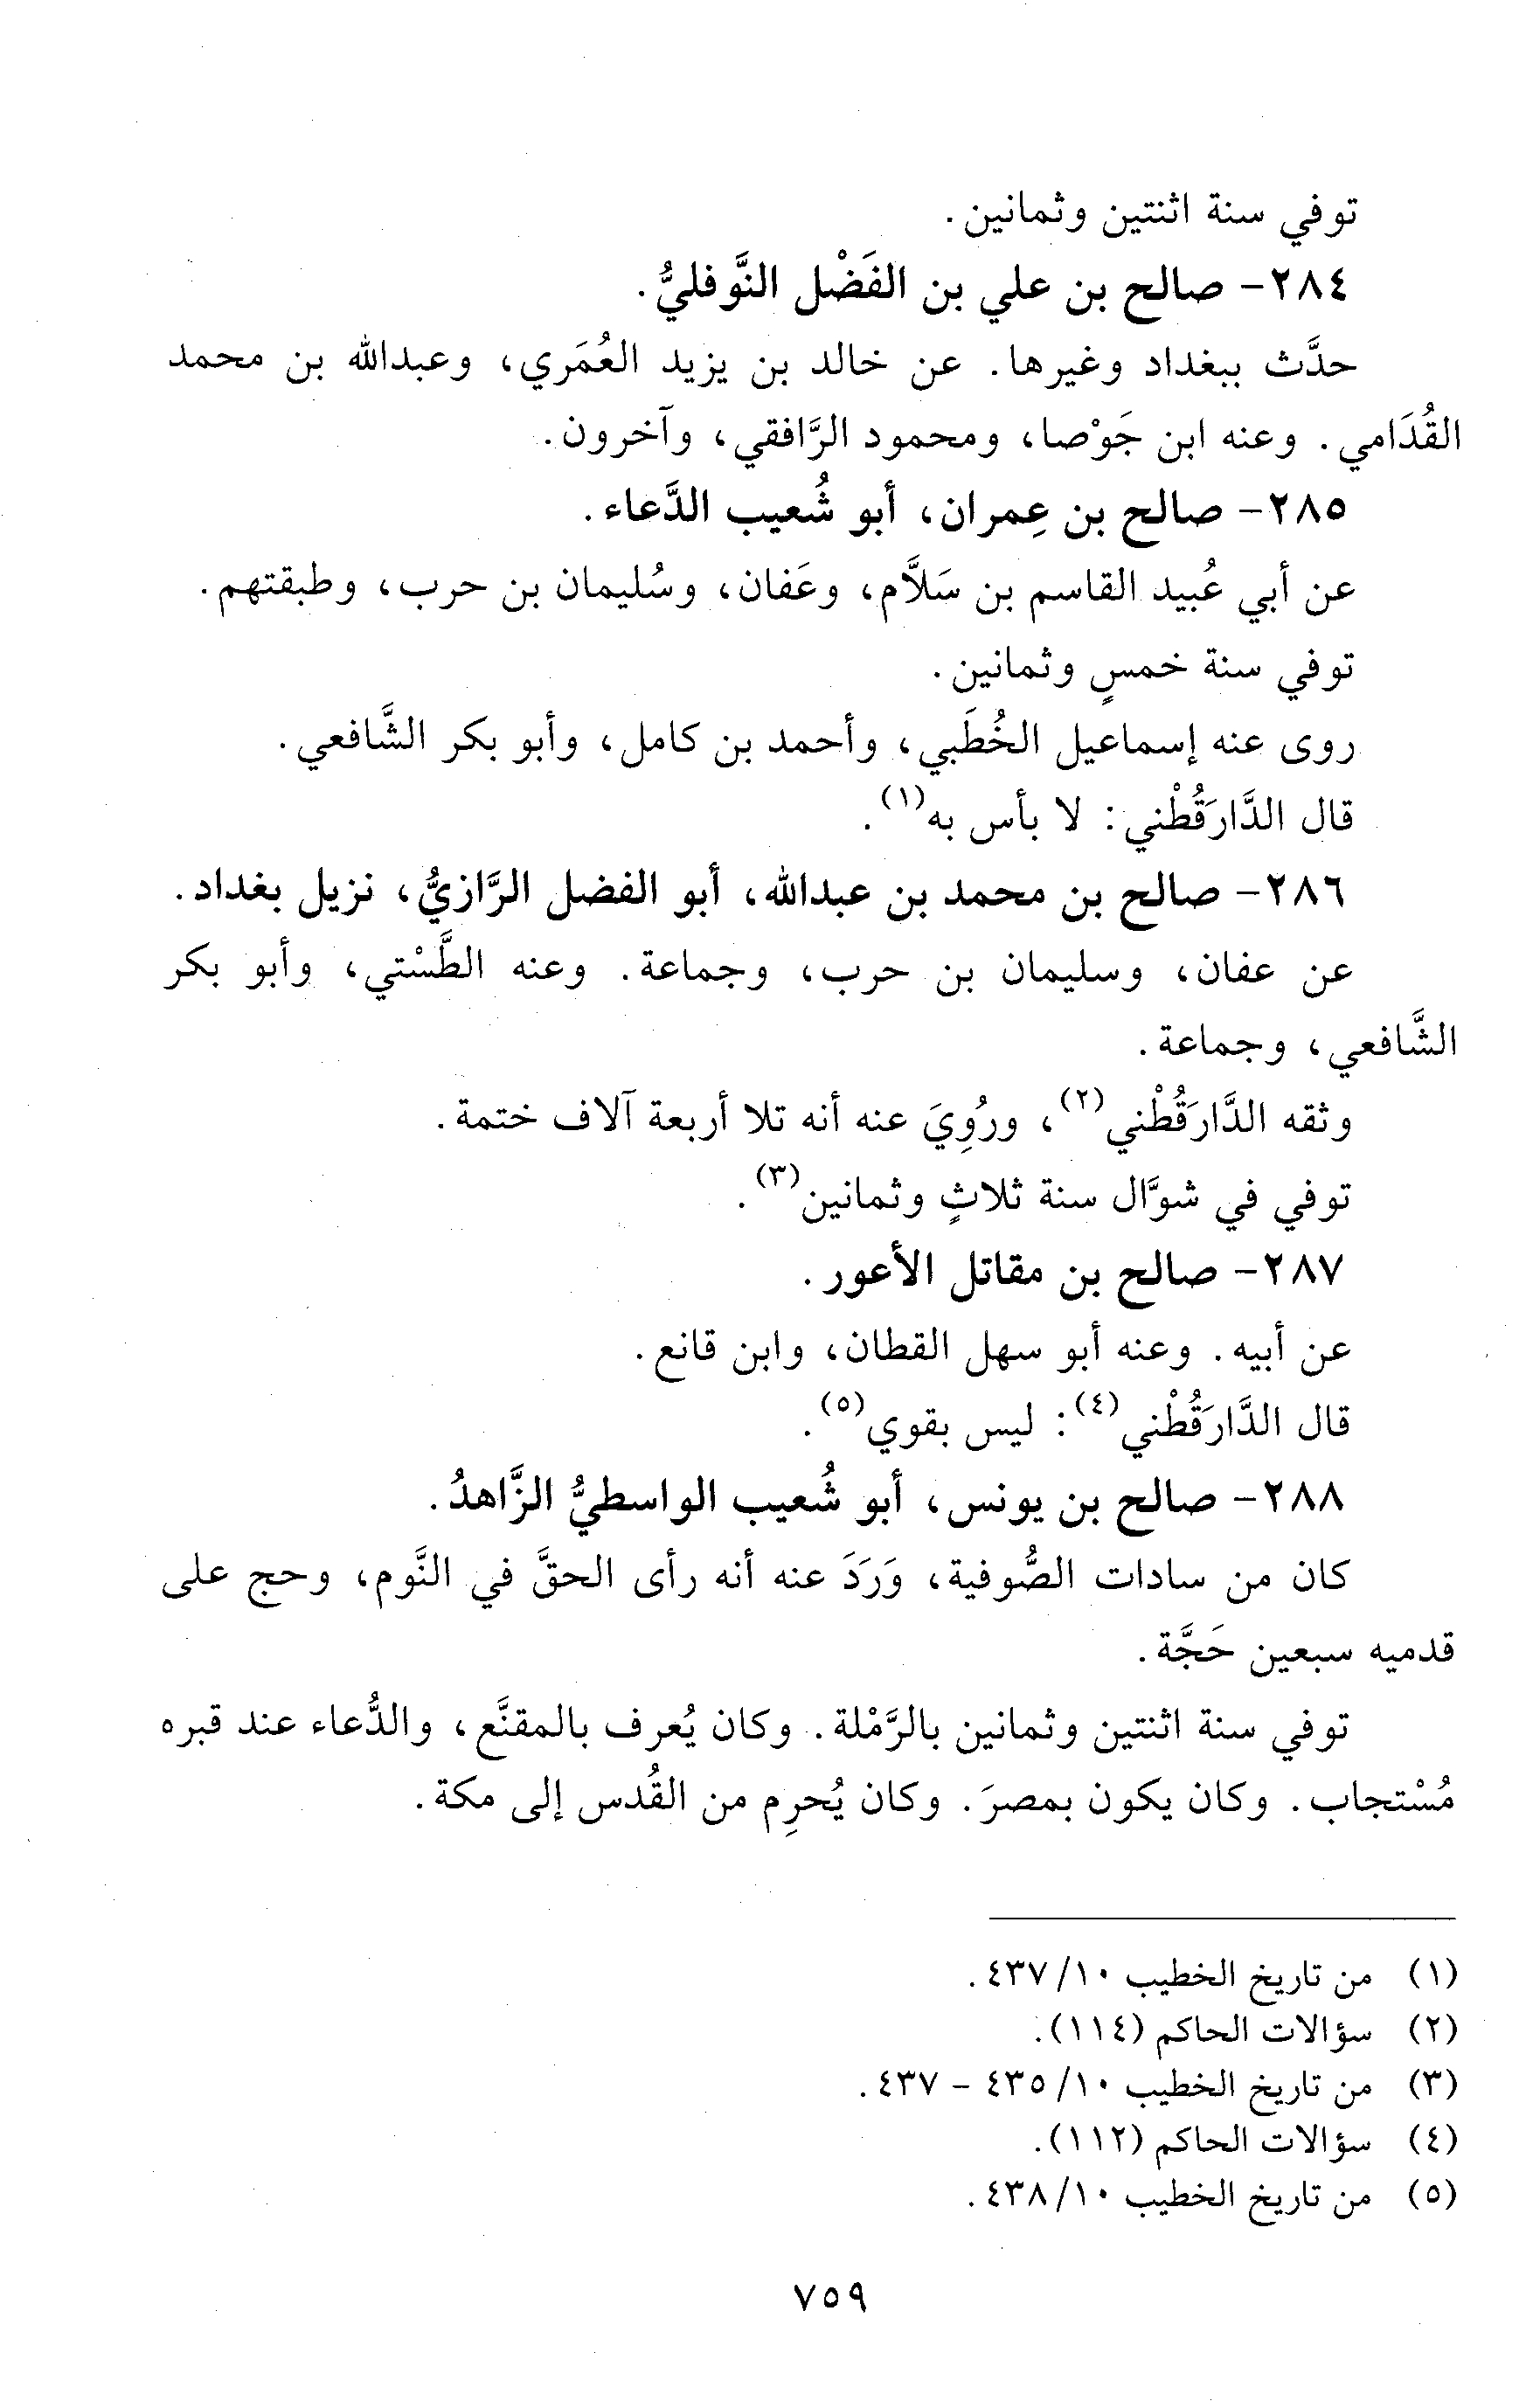 توفي سنة اثنتين وثمانين.
٢٨٤- صالح بن علي بن الفَضْل النَّوفليُّ.
حدَّث ببغداد وغيرها. عن خالد بن يزيد العُمَري، وعبدالله بن محمد
القُدَامي. وعنه ابن جَوْصا، ومحمود الرَّافقي، وآخرون.
٢٨٥- صالح بن عِمران، أبو شُعيب الدَّعاء.
عن أبي عُبيد القاسم بن سَلاَّم، وعَفان، وسُليمان بن حرب، وطبقتهم.
توفي سنة خمسٍ وثمانين.
روى عنه إسماعيل الخُطَبي، وأحمد بن كامل، وأبو بكر الشَّافعي.
قال الدَّارَقُطْني: لا بأس به(١).
٢٨٦- صالح بن محمد بن عبدالله، أبو الفضل الرَّازيُّ، نزيل بغداد.
عن عفان، وسليمان بن حرب، وجماعة. وعنه الطَّسْتي، وأبو بكر
الشَّافعي، وجماعة.
وثقه الدَّارَقُطْني(٢)، ورُوِيَ عنه أنه تلا أربعة آلاف ختمة.
توفي في شوَّال سنة ثلاثٍ وثمانين(٣).
٢٨٧- صالح بن مقاتل الأعور.
عن أبيه. وعنه أبو سهل القطان، وابن قانع.
قال الدَّارَقُطْني(٤): ليس بقوي(٥).
٢٨٨- صالح بن يونس، أبو شُعيب الواسطيُّ الزَّاهدُ.
كان من سادات الصُّوفية، وَرَدَ عنه أنه رأى الحقَّ في النَّوم، وحج على
قدميه سبعين حَجَّة.
توفي سنة اثنتين وثمانين بالرَّمْلة. وكان يُعرف بالمقنَّع، والدُّعاء عند قبره
مُسْتجاب. وكان يكون بمصرَ. وكان يُحرِم من القُدس إلى مكة.
(١) من تاريخ الخطيب ١٠/ ٤٣٧.
(٢) سؤالات الحاكم (١١٤).
(٣) من تاريخ الخطيب ١٠/ ٤٣٥ - ٤٣٧.
(٤) سؤالات الحاكم (١١٢).
(٥) من تاريخ الخطيب ١٠/ ٤٣٨.
٧٥٩